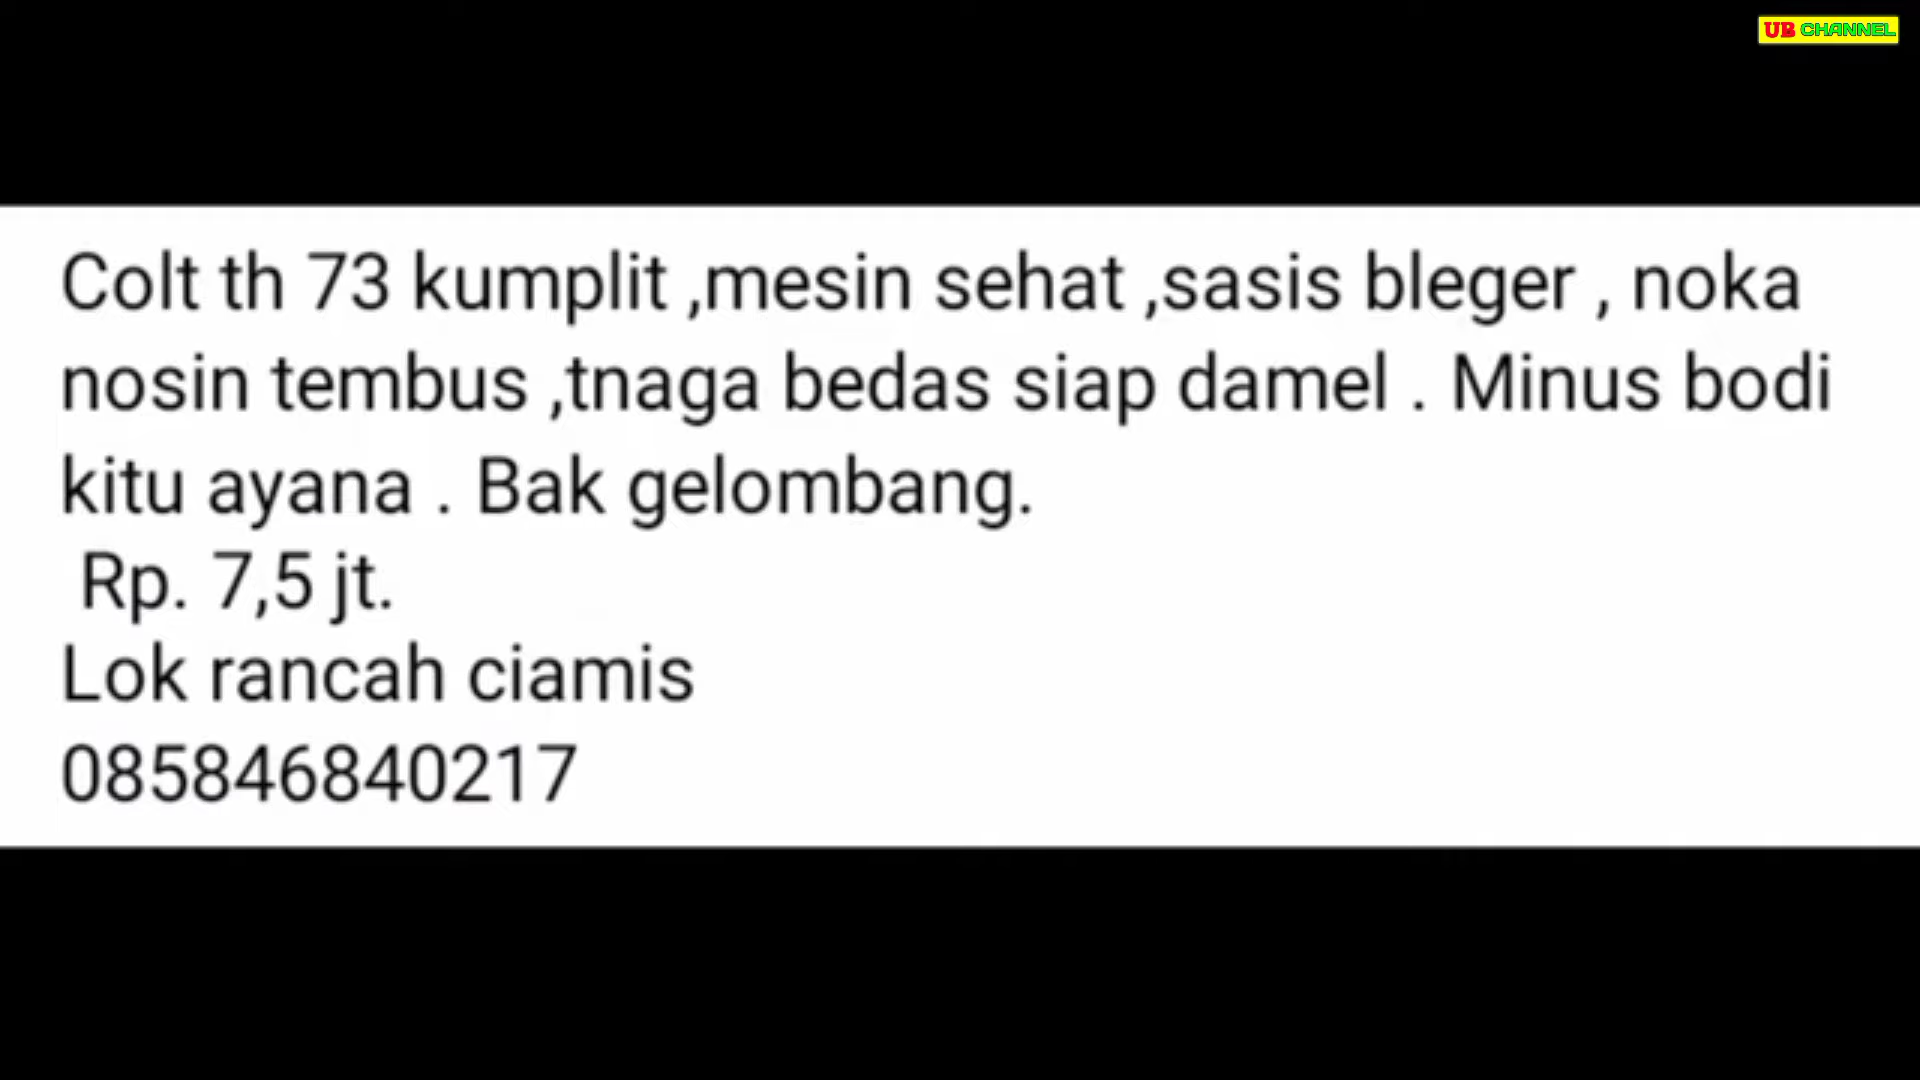 UB CHANNEL
Colt th 73 kumplit ,mesin sehat ,sasis bleger , noka
nosin tembus ,tnaga bedas siap damel . Minus bodi
kitu ayana . Bak gelombang.
Rp. 7,5 jt.
Lok rancah ciamis
085846840217